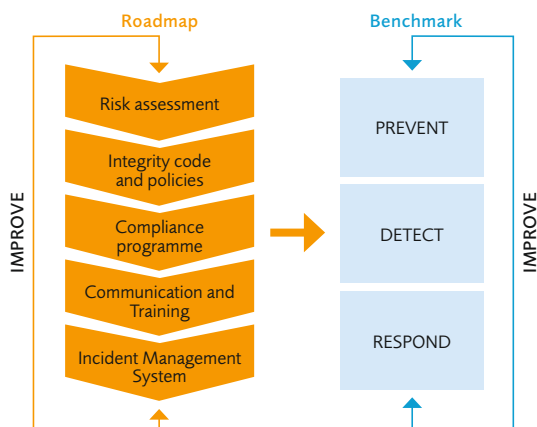 Roadmap
Benchmark
IMPROVE
Risk assessment
Integrity code
and policies
Compliance
programme
Communication and
Training
Incident Management
System
PREVENT
DETECT
RESPOND
IMPROVE